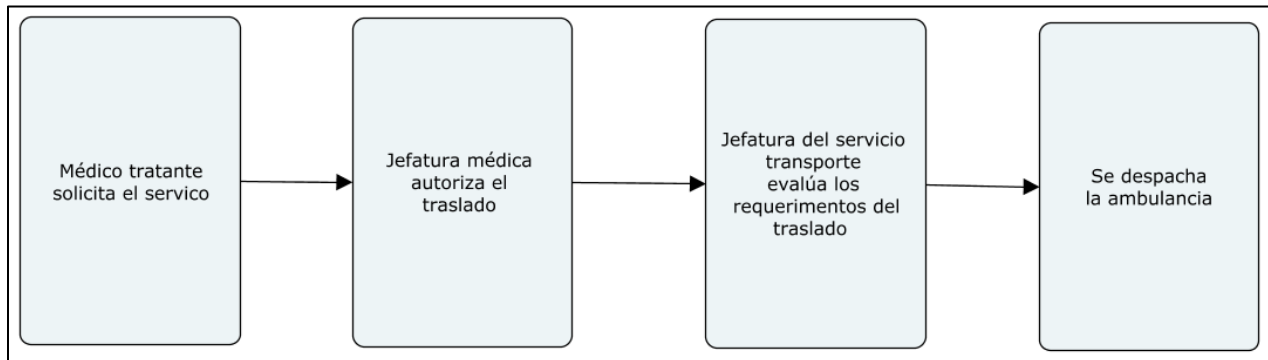 Médico tratante
solicita el servico
Jefatura médica
autoriza el
traslado
Jefatura del servicio
transporte
evalúa los
requerimentos del
traslado
Se despacha
la ambulancia